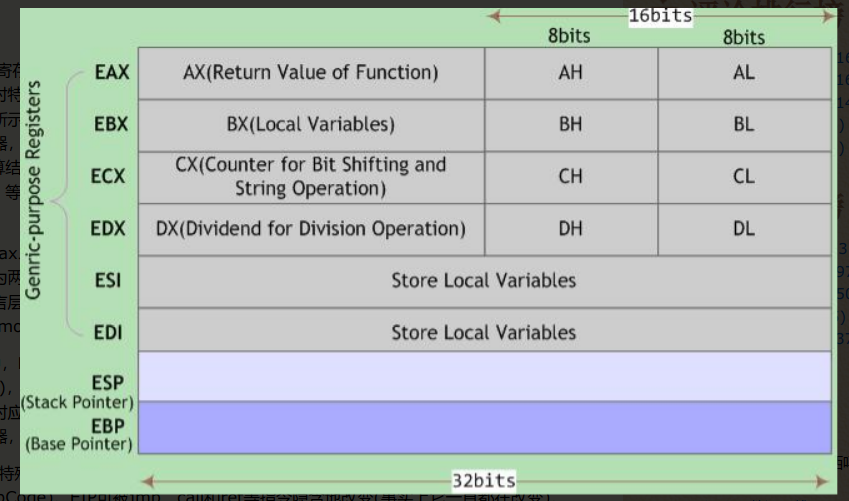 16bits
8bits 8bits
Genric-purpose Registers
EAX AX(Return Value of Function) AH AL
EBX BX(Local Variables) BH BL
ECX CX(Counter for Bit Shifting and
String Operation) CH CL
EDX DX(Dividend for Division Operation) DH DL
ESI Store Local Variables
EDI Store Local Variables
ESP
(Stack Pointer)
EBP
(Base Pointer)
32bits